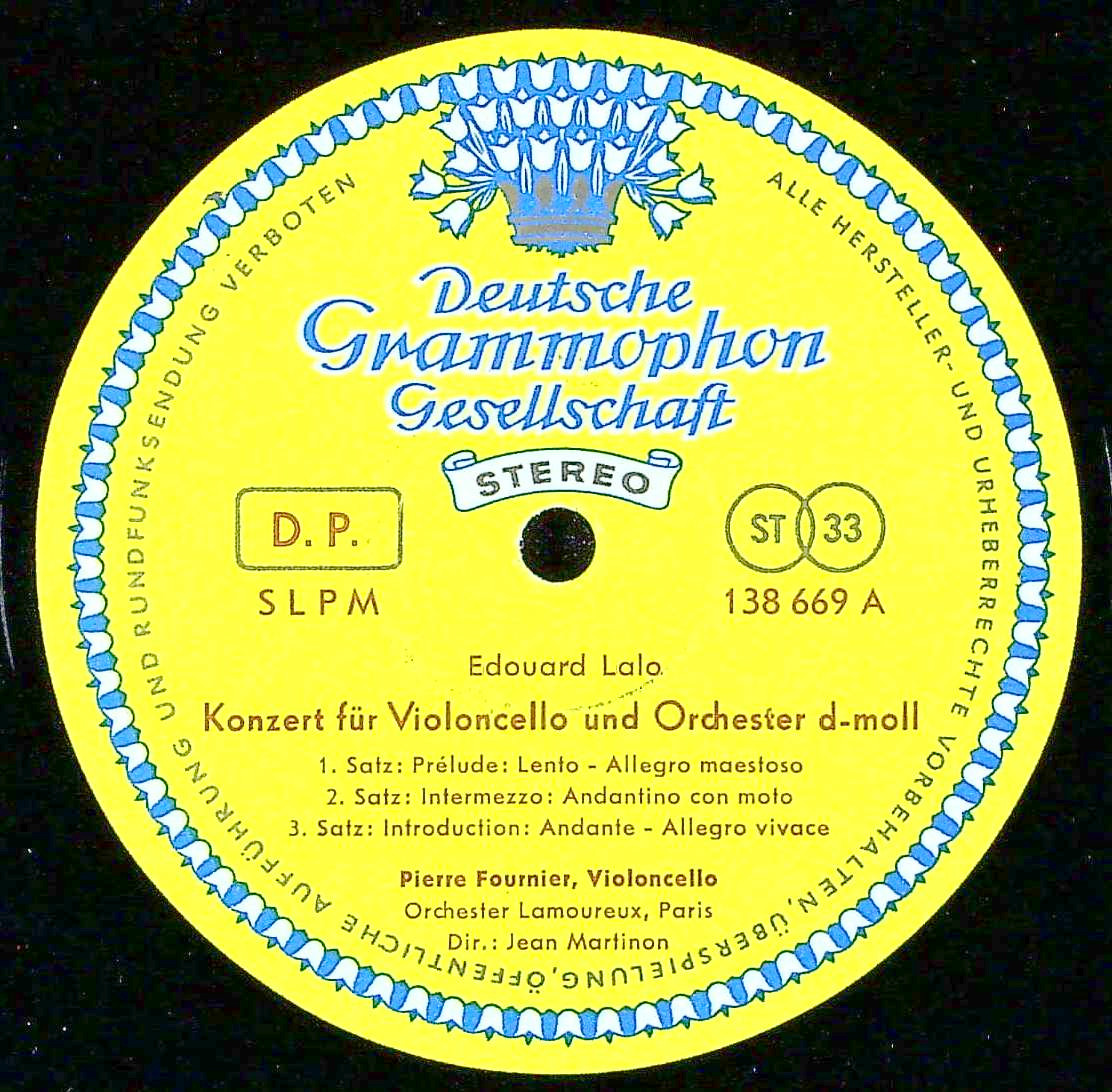 ALLE HERSTELLER- UND URHEBERRECHTE VORBEHALTEN, ÜBERSPIELUNG, ÖFFENTLICHE AUFFÜHRUNG UND RUNDFUNKSENDUNG VERBOTEN
Deutsche
Grammophon
Gesellschaft
STEREO
D. P.
ST 33
SLPM
138 669 A
Edouard Lalo
Konzert für Violoncello und Orchester d-moll
1. Satz: Prélude: Lento - Allegro maestoso
2. Satz: Intermezzo: Andantino con moto
3. Satz: Introduction: Andante - Allegro vivace
Pierre Fournier, Violoncello
Orchester Lamoureux, Paris
Dir.: Jean Martinon